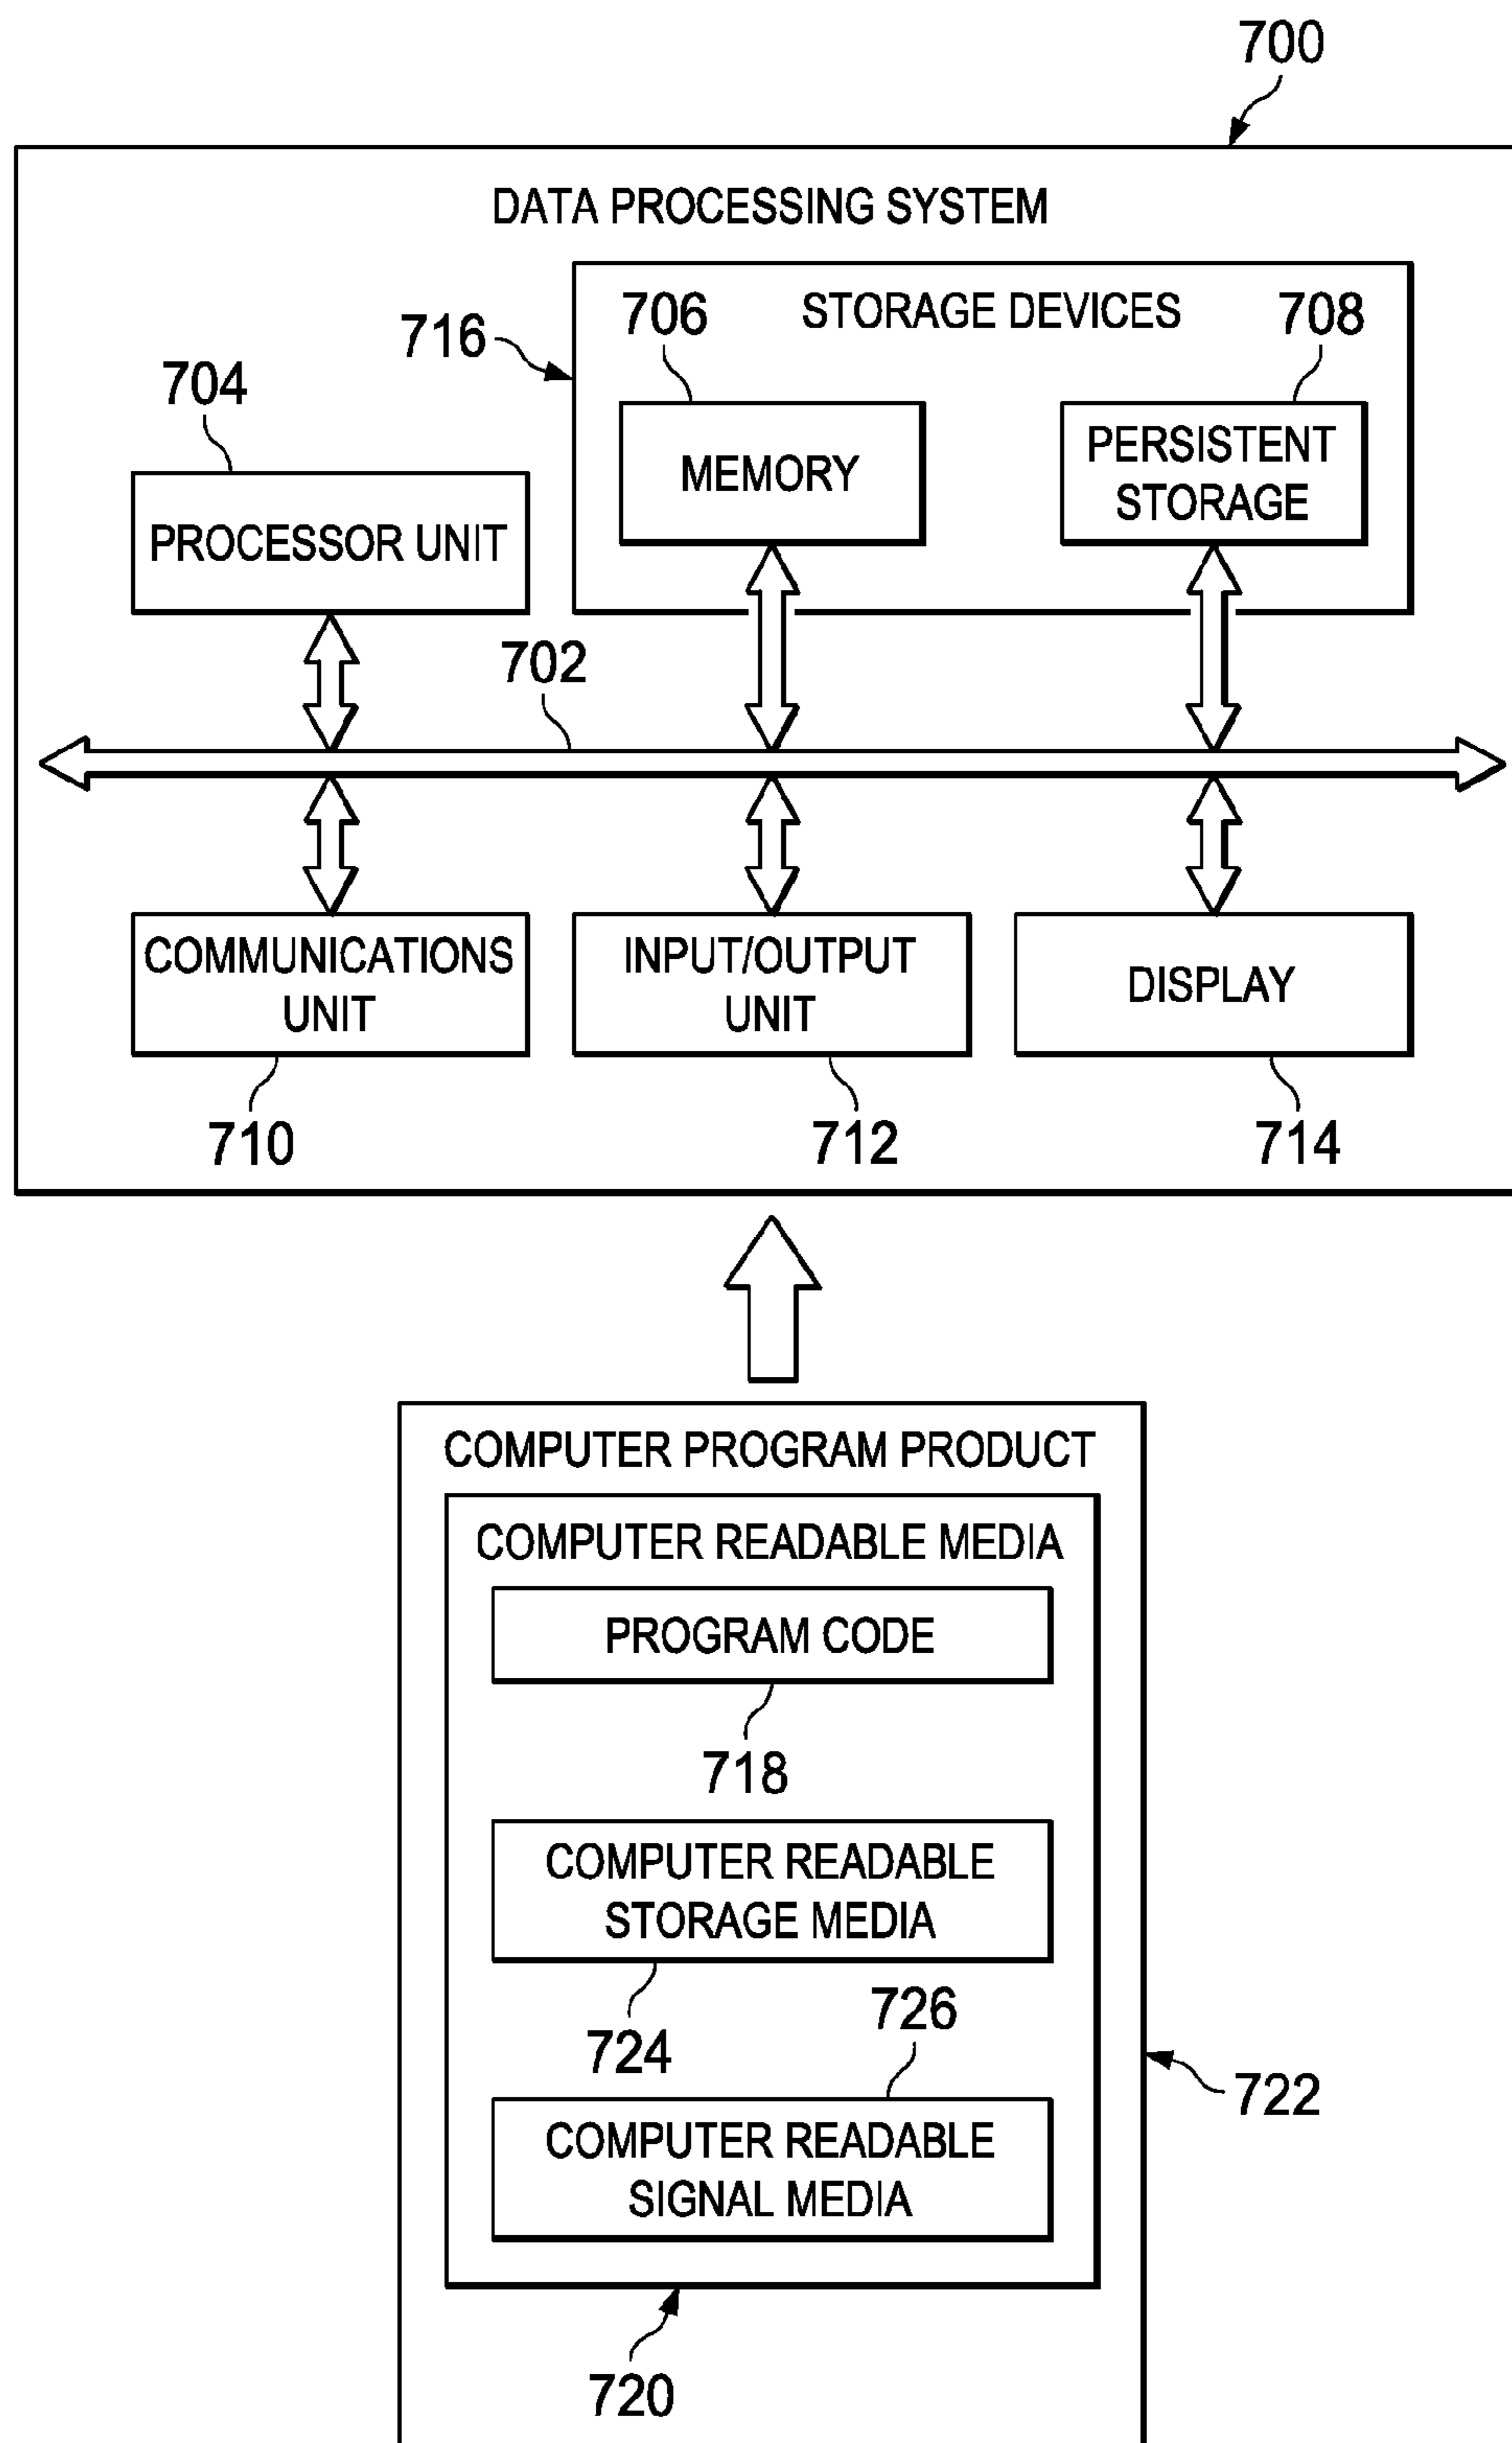 700
DATA PROCESSING SYSTEM
716
706
STORAGE DEVICES
708
704
MEMORY
PERSISTENT
STORAGE
PROCESSOR UNIT
702
COMMUNICATIONS
UNIT
INPUT/OUTPUT
UNIT
DISPLAY
710
712
714
COMPUTER PROGRAM PRODUCT
COMPUTER READABLE MEDIA
PROGRAM CODE
718
COMPUTER READABLE
STORAGE MEDIA
724
726
COMPUTER READABLE
SIGNAL MEDIA
722
720